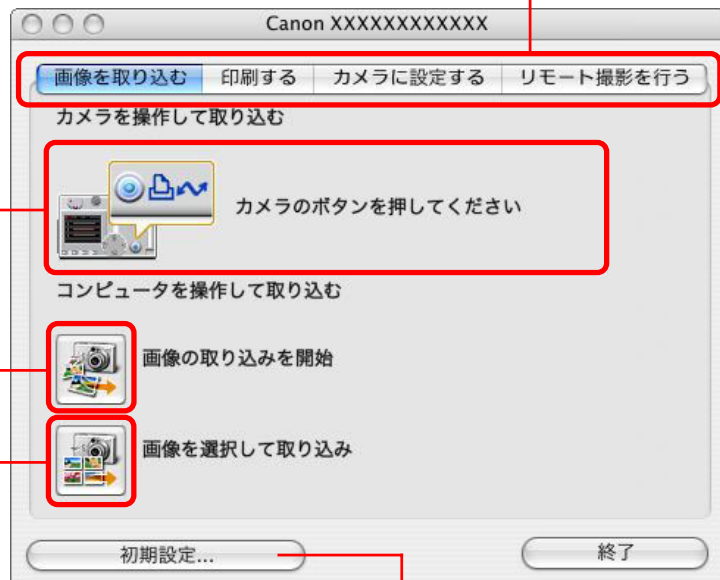 Canon XXXXXXXXXXXX
画像を取り込む 印刷する カメラに設定する リモート撮影を行う
カメラを操作して取り込む
カメラのボタンを押してください
コンピュータを操作して取り込む
画像の取り込みを開始
画像を選択して取り込み
初期設定... 終了